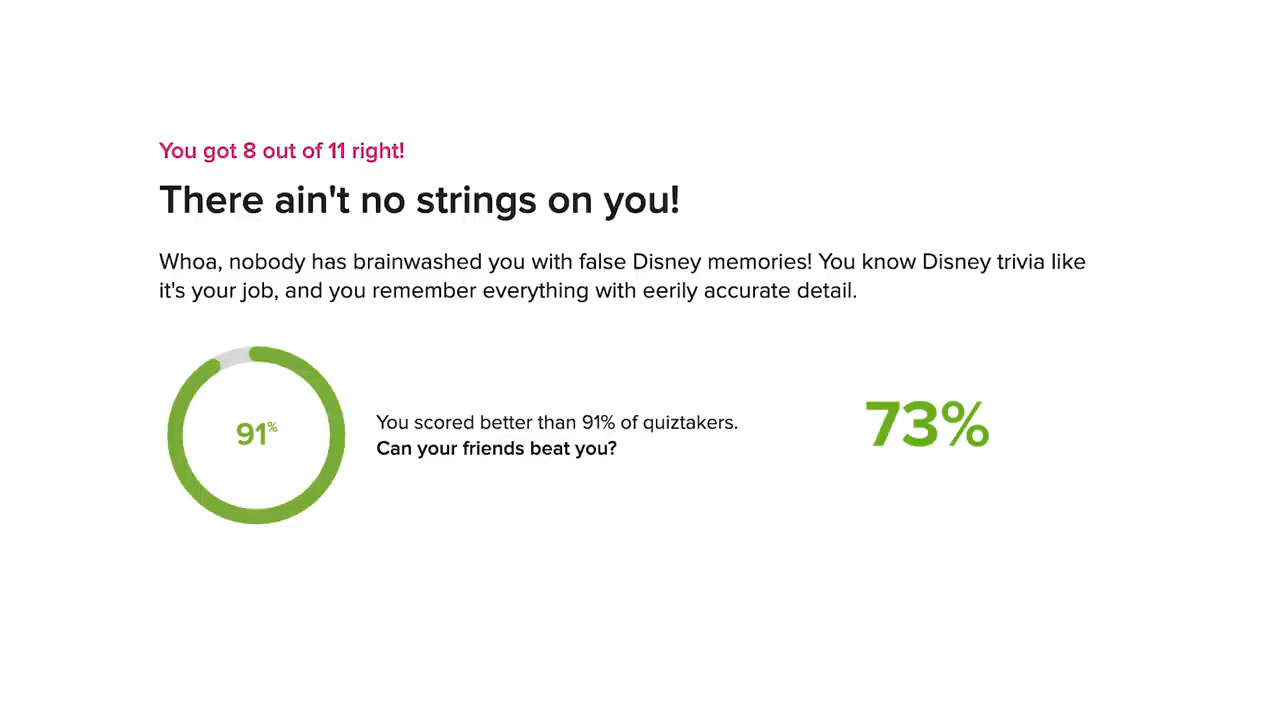 You got 8 out of 11 right!
There ain't no strings on you!
Whoa, nobody has brainwashed you with false Disney memories! You know Disney trivia like
it's your job, and you remember everything with eerily accurate detail.
91%
You scored better than 91% of quiztakers.
Can your friends beat you?
73%